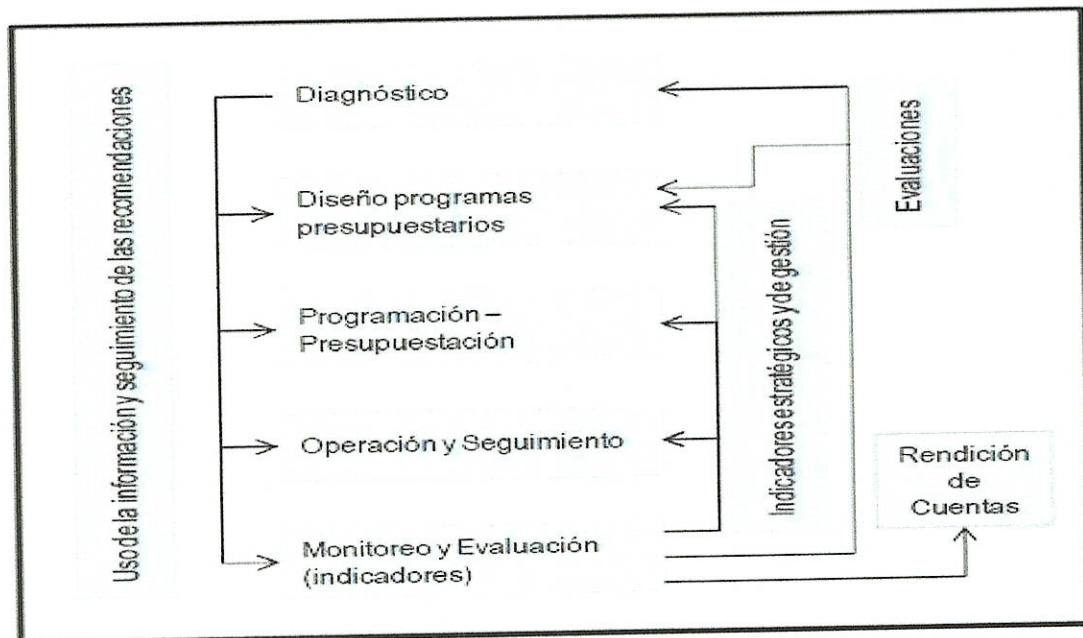 Uso de la información y seguimiento de las recomendaciones
Diagnóstico
Diseño programas
presupuestarios
Programación –
Presupuestación
Operación y Seguimiento
Monitoreo y Evaluación
(indicadores)
Indicadores estratégicos y de gestión
Evaluaciones
Rendición
de
Cuentas